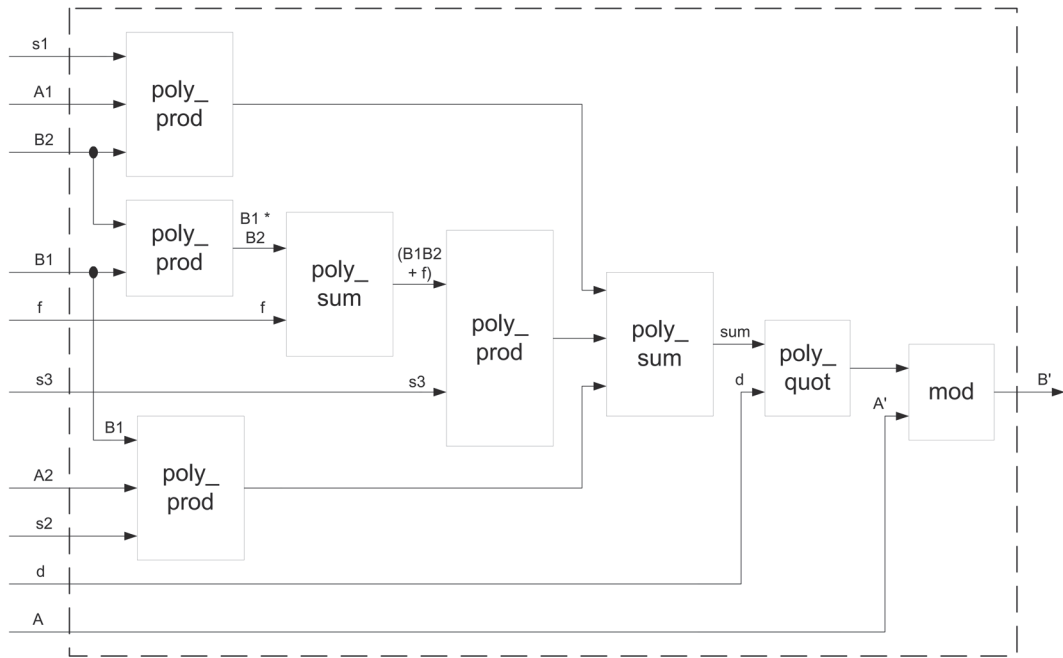 s1
A1
B2
poly_
prod
B1
poly_
prod
B1 *
B2
f
f
poly_
sum
(B1B2
+ f)
s3
s3
poly_
prod
B1
A2
s2
poly_
prod
poly_
sum
sum
d
poly_
quot
A'
mod
B'
d
A